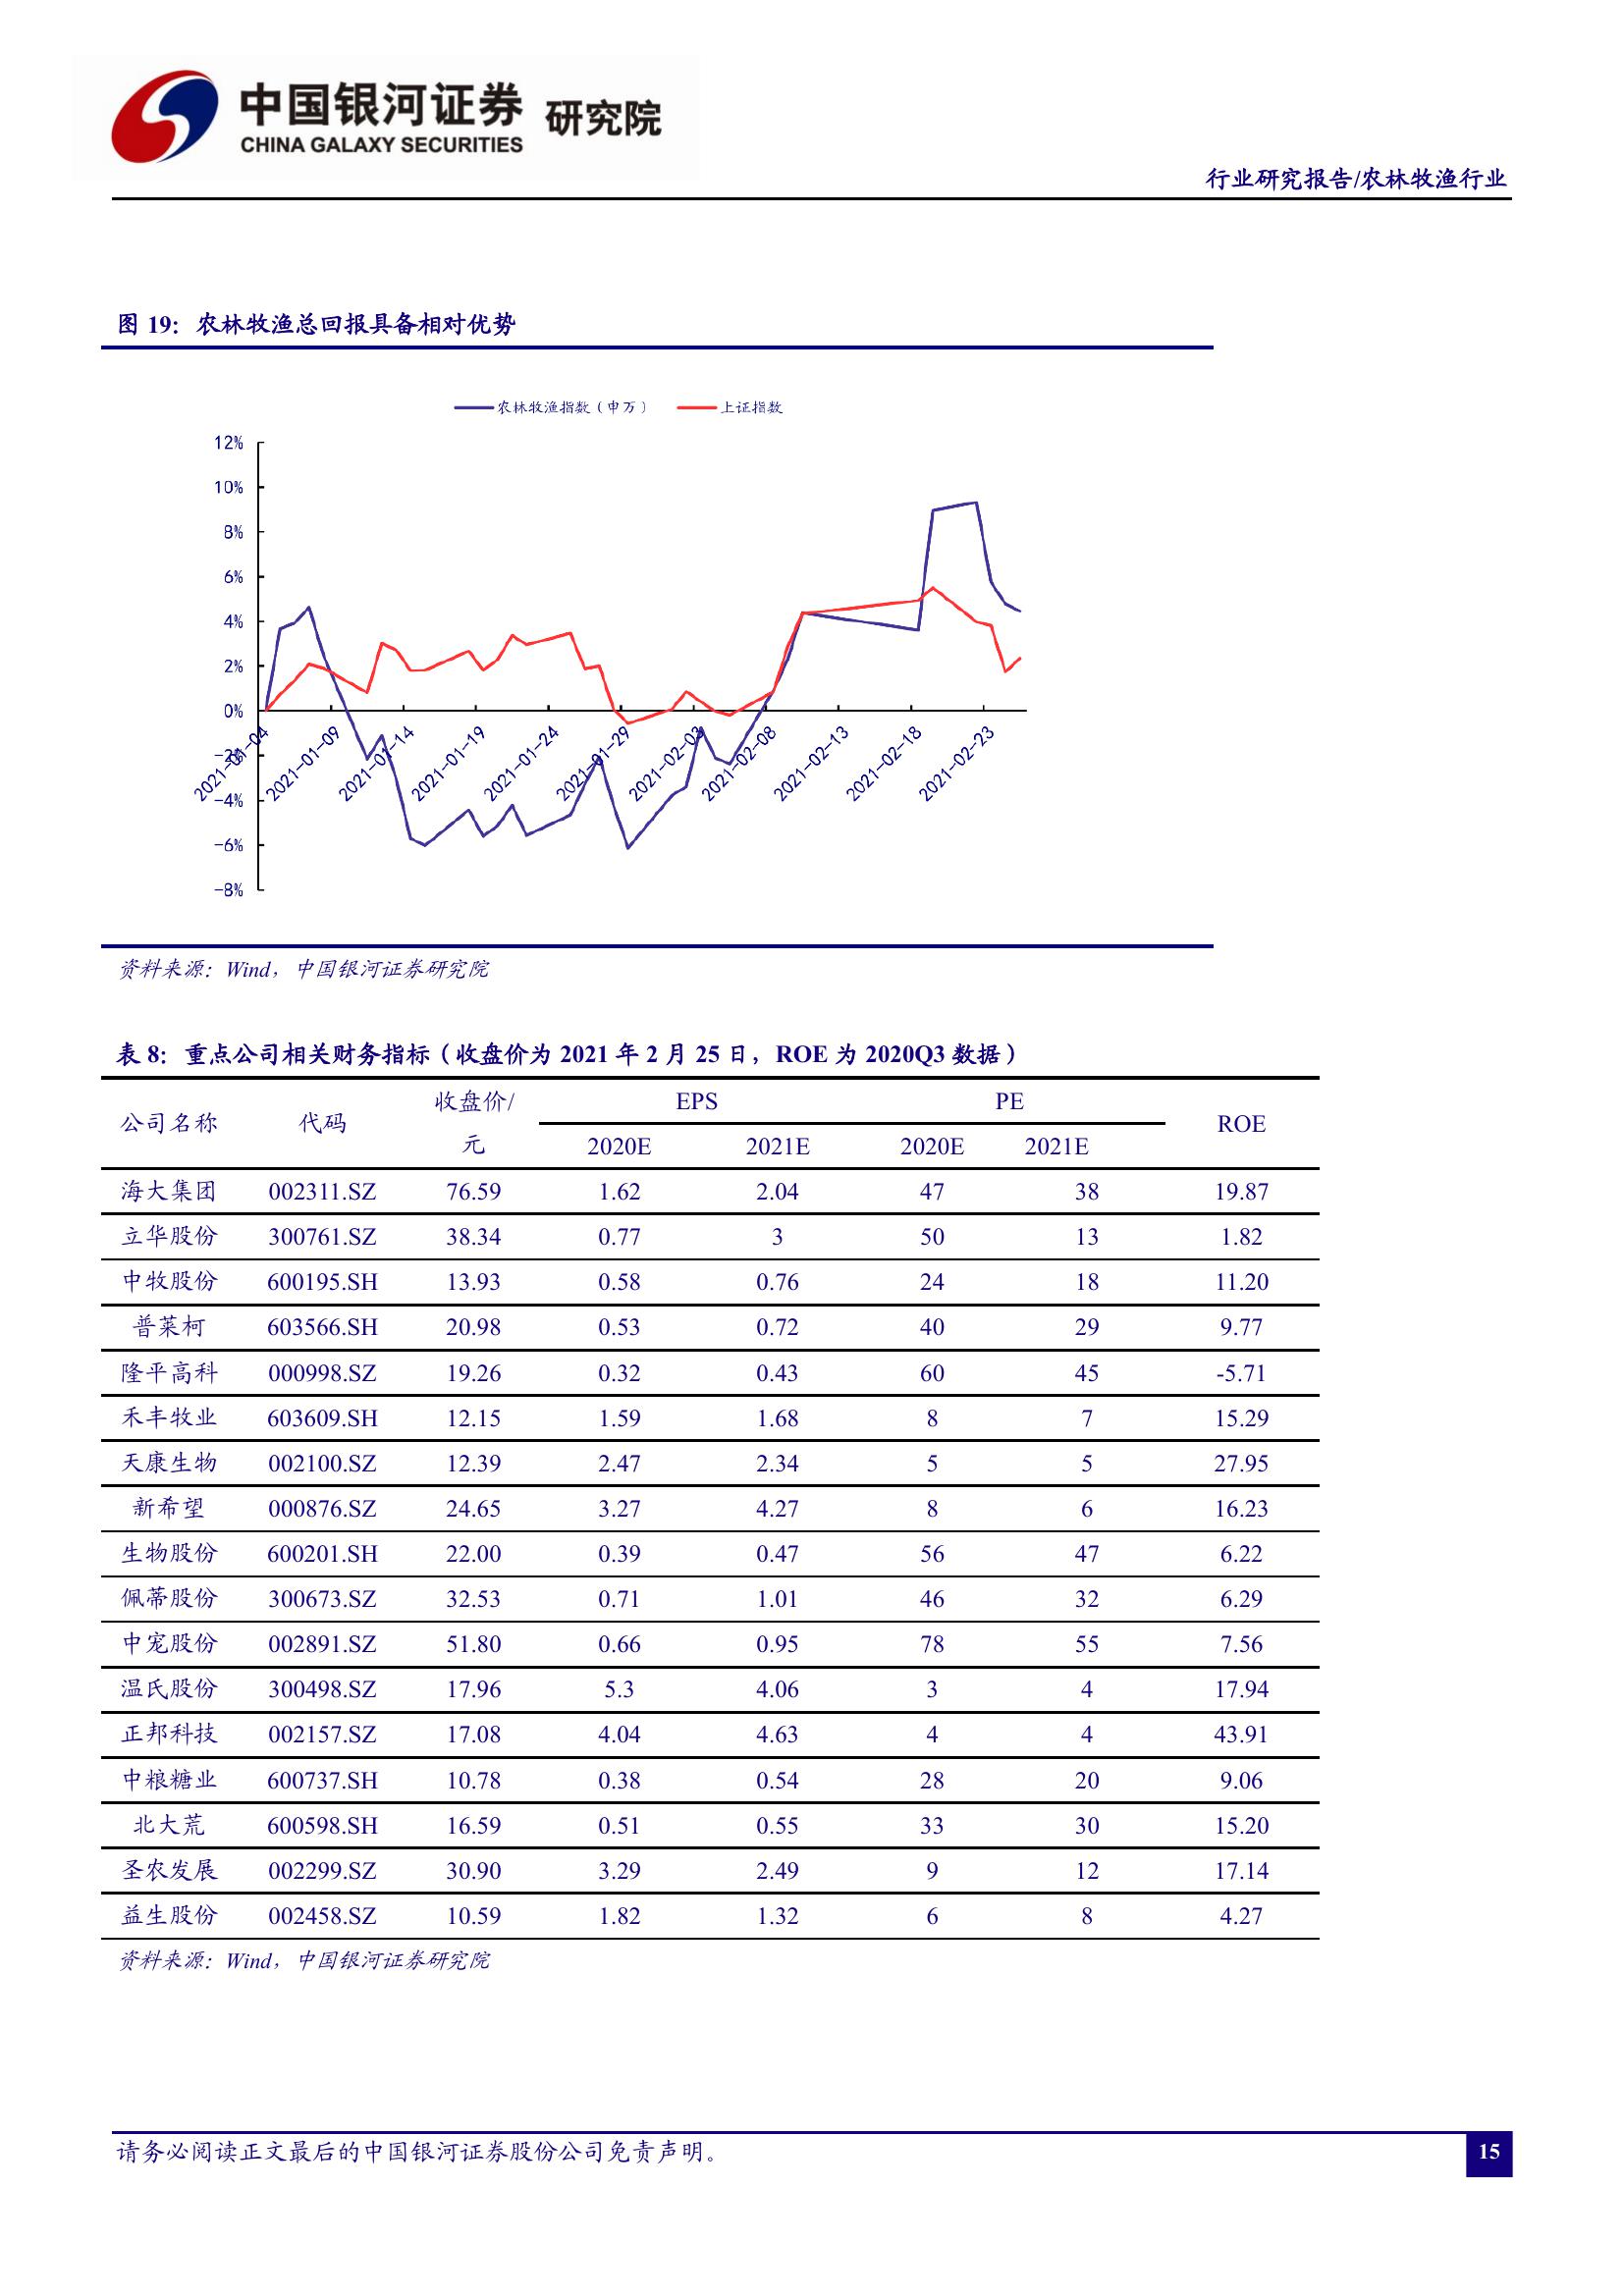 中国银河证券 研究院
CHINA GALAXY SECURITIES
行业研究报告/农林牧渔行业
图 19：农林牧渔总回报具备相对优势
农林牧渔指数（申万） 上证指数
12%
10%
8%
6%
4%
2%
0%
-2%
-4%
-6%
-8%
2021-01-04 2021-01-09 2021-01-14 2021-01-19 2021-01-24 2021-01-29 2021-02-03 2021-02-08 2021-02-13 2021-02-18 2021-02-23
资料来源：Wind，中国银河证券研究院
表 8：重点公司相关财务指标（收盘价为 2021 年 2 月 25 日，ROE 为 2020Q3 数据）
公司名称 代码 收盘价/元 EPS PE ROE
2020E 2021E 2020E 2021E
海大集团 002311.SZ 76.59 1.62 2.04 47 38 19.87
立华股份 300761.SZ 38.34 0.77 3 50 13 1.82
中牧股份 600195.SH 13.93 0.58 0.76 24 18 11.20
普莱柯 603566.SH 20.98 0.53 0.72 40 29 9.77
隆平高科 000998.SZ 19.26 0.32 0.43 60 45 -5.71
禾丰牧业 603609.SH 12.15 1.59 1.68 8 7 15.29
天康生物 002100.SZ 12.39 2.47 2.34 5 5 27.95
新希望 000876.SZ 24.65 3.27 4.27 8 6 16.23
生物股份 600201.SH 22.00 0.39 0.47 56 47 6.22
佩蒂股份 300673.SZ 32.53 0.71 1.01 46 32 6.29
中宠股份 002891.SZ 51.80 0.66 0.95 78 55 7.56
温氏股份 300498.SZ 17.96 5.3 4.06 3 4 17.94
正邦科技 002157.SZ 17.08 4.04 4.63 4 4 43.91
中粮糖业 600737.SH 10.78 0.38 0.54 28 20 9.06
北大荒 600598.SH 16.59 0.51 0.55 33 30 15.20
圣农发展 002299.SZ 30.90 3.29 2.49 9 12 17.14
益生股份 002458.SZ 10.59 1.82 1.32 6 8 4.27
资料来源：Wind，中国银河证券研究院
请务必阅读正文最后的中国银河证券股份公司免责声明。
15